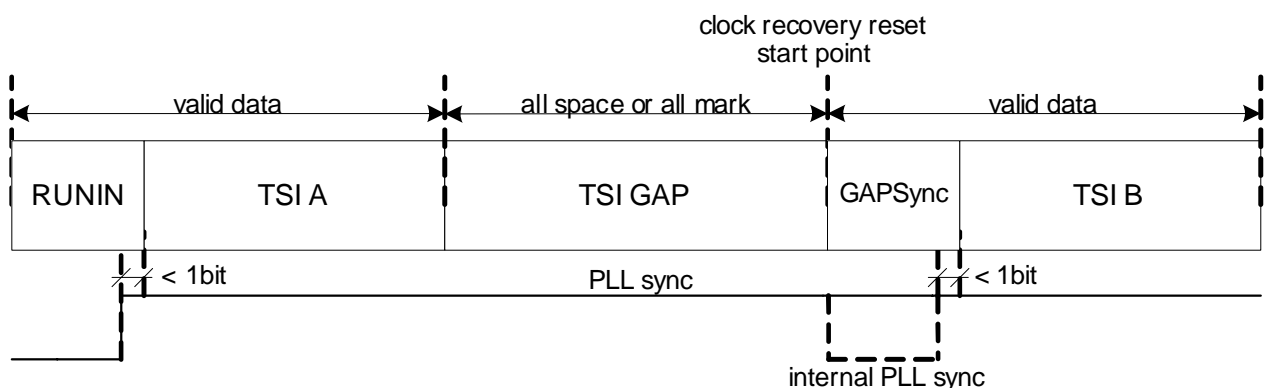 clock recovery reset
start point
valid data
all space or all mark
valid data
RUNIN
TSI A
TSI GAP
GAPSync
TSI B
< 1bit
PLL sync
< 1bit
internal PLL sync